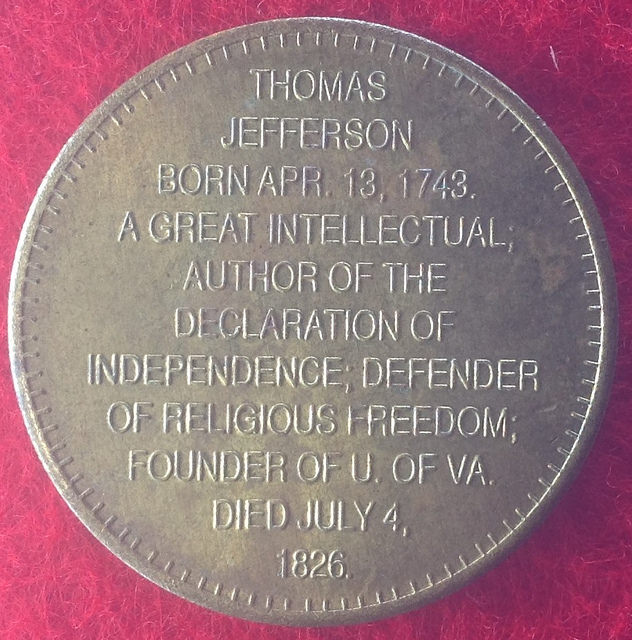 THOMAS
JEFFERSON
BORN APR. 13, 1743.
A GREAT INTELLECTUAL;
AUTHOR OF THE
DECLARATION OF
INDEPENDENCE; DEFENDER
OF RELIGIOUS FREEDOM;
FOUNDER OF U. OF VA.
DIED JULY 4,
1826.